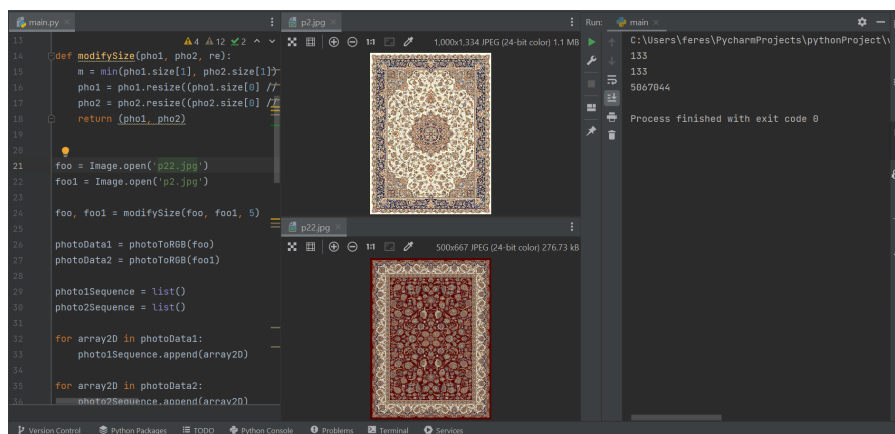 main.py
13
4 12 2
14 def modifySize(pho1, pho2, re):
15 m = min(pho1.size[1], pho2.size[1])
16 pho1 = pho1.resize((pho1.size[0] //
17 pho2 = pho2.resize((pho2.size[0] //
18 return (pho1, pho2)
19
20
21 foo = Image.open('p22.jpg')
22 foo1 = Image.open('p2.jpg')
23
24 foo, foo1 = modifySize(foo, foo1, 5)
25
26 photoData1 = photoToRGB(foo)
27 photoData2 = photoToRGB(foo1)
28
29 photo1Sequence = list()
30 photo2Sequence = list()
31
32 for array2D in photoData1:
33 photo1Sequence.append(array2D)
34
35 for array2D in photoData2:
36 photo2Sequence.append(array2D)
p2.jpg
1:1 1,000x1,334 JPEG (24-bit color) 1.1 MB
p22.jpg
1:1 500x667 JPEG (24-bit color) 276.73 kB
Run: main
C:\Users\feres\PycharmProjects\pythonProject\v
133
133
5067044
Process finished with exit code 0
Version Control Python Packages TODO Python Console Problems Terminal Services